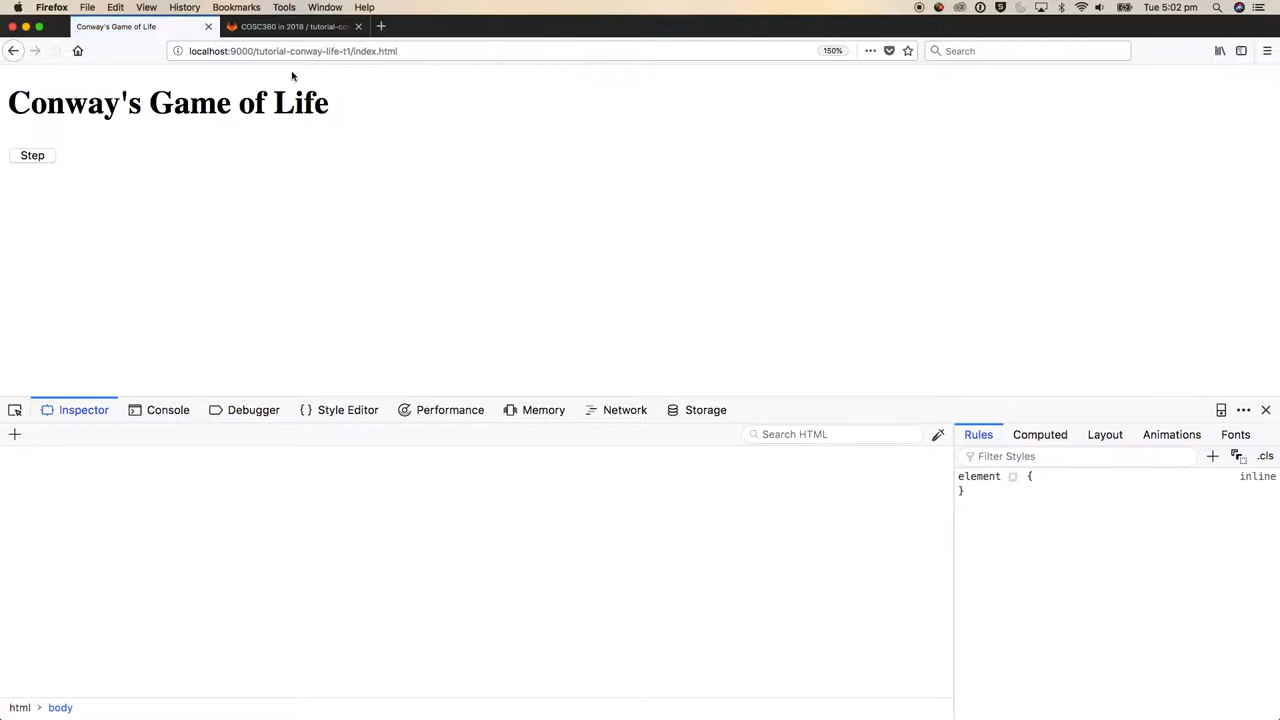 Firefox File Edit View History Bookmarks Tools Window Help Tue 5:02 pm
Conway's Game of Life COSC360 in 2018 / tutorial-co
localhost:9000/tutorial-conway-life-t1/index.html 150% Search
Conway's Game of Life
Step
Inspector Console Debugger Style Editor Performance Memory Network Storage
Search HTML Rules Computed Layout Animations Fonts
Filter Styles .cls
element { inline
}
html body